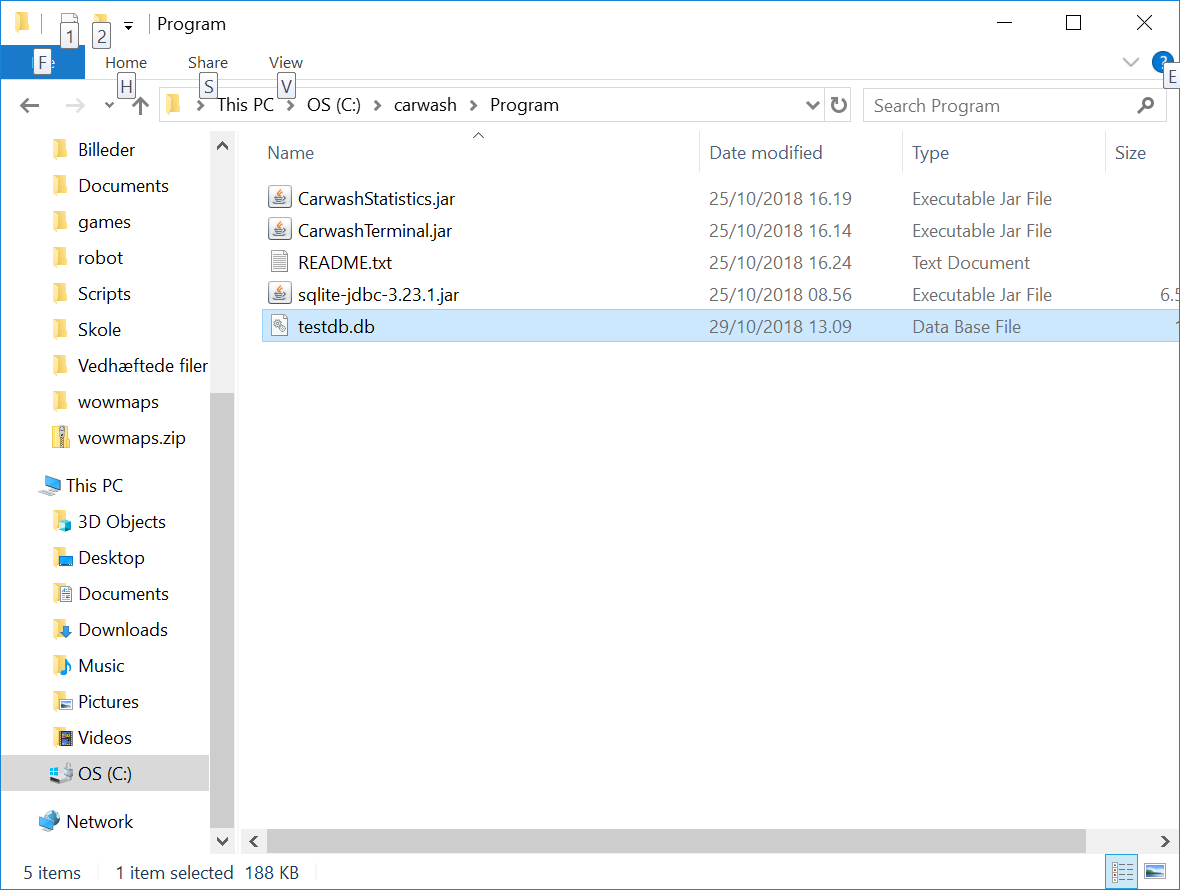 1 2 Program
F Home Share View ?
H S V E
This PC OS (C:) carwash Program Search Program
Name Date modified Type Size
CarwashStatistics.jar 25/10/2018 16.19 Executable Jar File
CarwashTerminal.jar 25/10/2018 16.14 Executable Jar File
README.txt 25/10/2018 16.24 Text Document
sqlite-jdbc-3.23.1.jar 25/10/2018 08.56 Executable Jar File 6.5
testdb.db 29/10/2018 13.09 Data Base File 1
Billeder
Documents
games
robot
Scripts
Skole
Vedhæftede filer
wowmaps
wowmaps.zip
This PC
3D Objects
Desktop
Documents
Downloads
Music
Pictures
Videos
OS (C:)
Network
5 items 1 item selected 188 KB